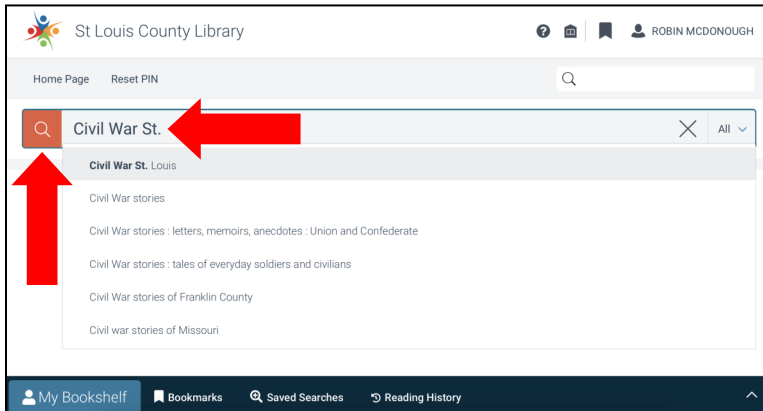 St Louis County Library
ROBIN MCDONOUGH
Home Page Reset PIN
Civil War St.
All
Civil War St. Louis
Civil War stories
Civil War stories : letters, memoirs, anecdotes : Union and Confederate
Civil War stories : tales of everyday soldiers and civilians
Civil War stories of Franklin County
Civil war stories of Missouri
My Bookshelf Bookmarks Saved Searches Reading History